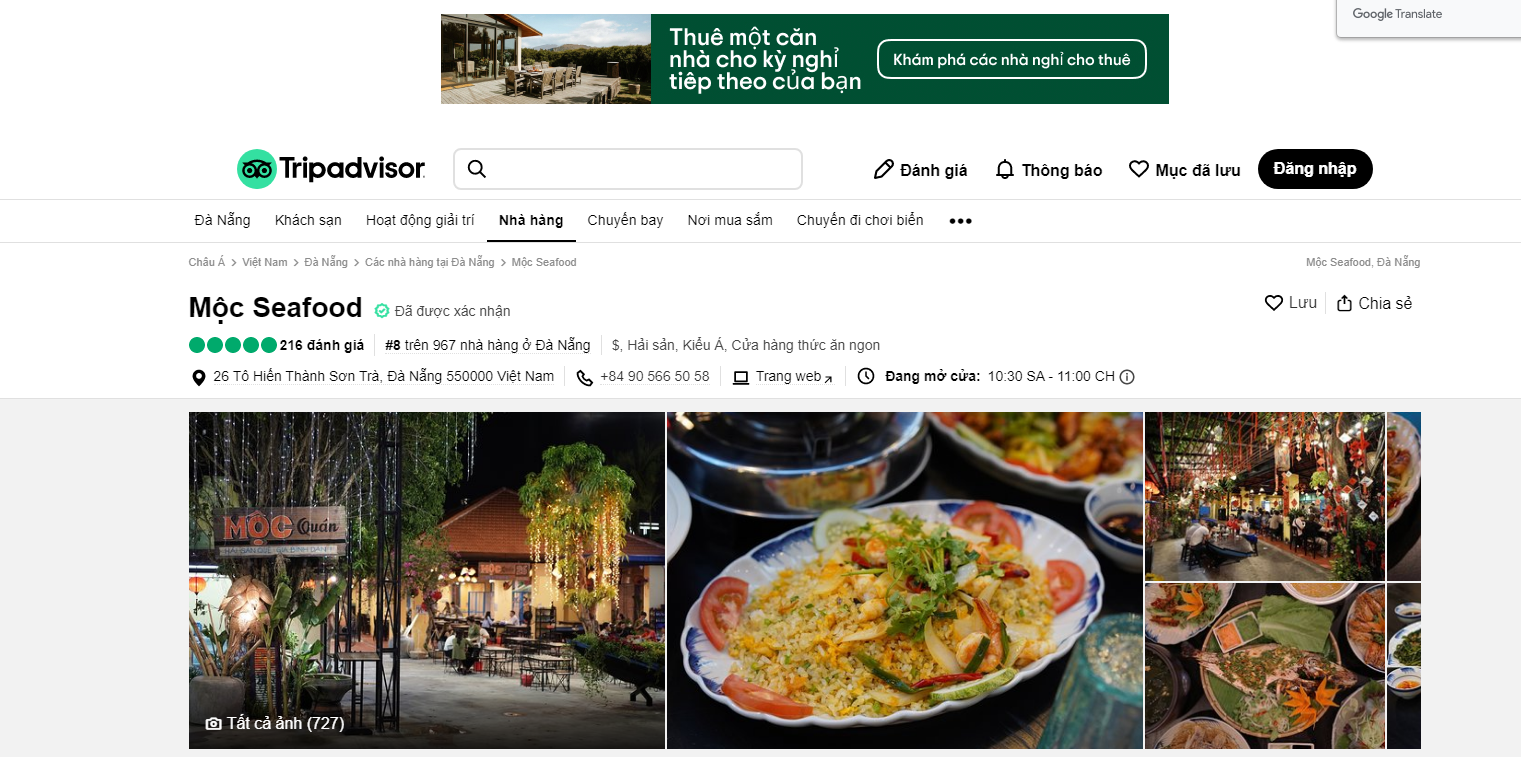 Google Translate
Thuê một căn
nhà cho kỳ nghỉ
tiếp theo của bạn
Khám phá các nhà nghỉ cho thuê
Tripadvisor
Đánh giá
Thông báo
Mục đã lưu
Đăng nhập
Đà Nẵng
Khách sạn
Hoạt động giải trí
Nhà hàng
Chuyến bay
Nơi mua sắm
Chuyến đi chơi biển
•••
Châu Á > Việt Nam > Đà Nẵng > Các nhà hàng tại Đà Nẵng > Mộc Seafood
Mộc Seafood, Đà Nẵng
Mộc Seafood
Đã được xác nhận
Lưu
Chia sẻ
216 đánh giá
#8 trên 967 nhà hàng ở Đà Nẵng
$, Hải sản, Kiểu Á, Cửa hàng thức ăn ngon
26 Tô Hiến Thành Sơn Trà, Đà Nẵng 550000 Việt Nam
+84 90 566 50 58
Trang web
Đang mở cửa: 10:30 SA - 11:00 CH
MỘC Quán
MỘC
Tất cả ảnh (727)